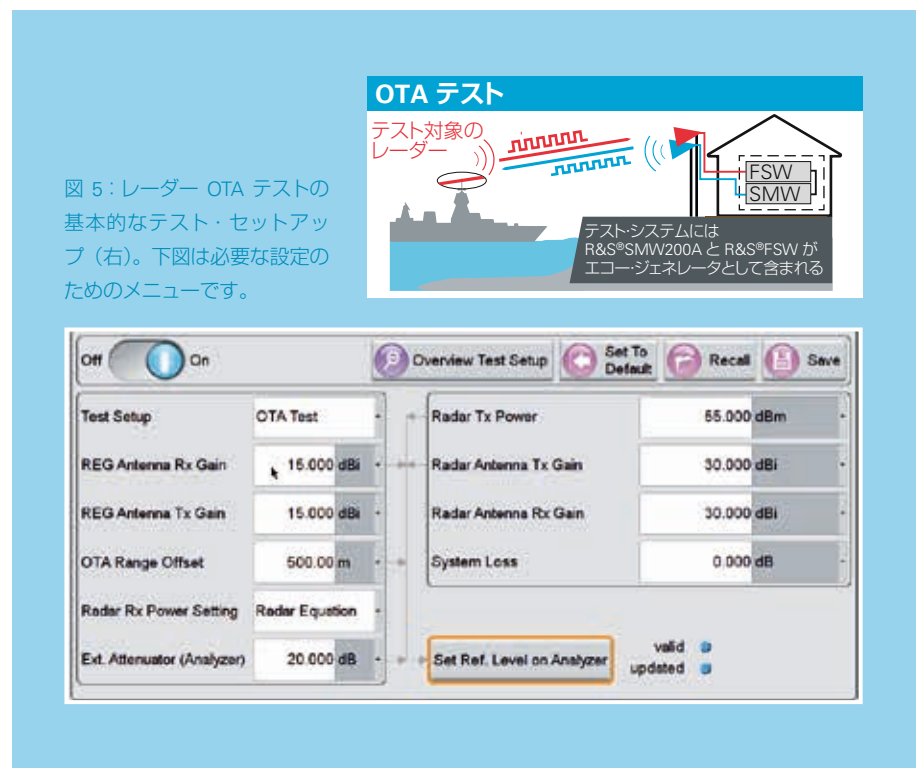 OTA テスト
テスト対象の
レーダー
FSW
SMW
テスト・システムには
R&S®SMW200A と R&S®FSW が
エコー・ジェネレータとして含まれる
図 5：レーダー OTA テストの
基本的なテスト・セットアッ
プ（右）。下図は必要な設定の
ためのメニューです。
Off On Overview Test Setup Set To Default Recall Save
Test Setup OTA Test Radar Tx Power 55.000 dBm
REG Antenna Rx Gain 15.000 dBi Radar Antenna Tx Gain 30.000 dBi
REG Antenna Tx Gain 15.000 dBi Radar Antenna Rx Gain 30.000 dBi
OTA Range Offset 500.00 m System Loss 0.000 dB
Radar Rx Power Setting Radar Equation
Ext. Attenuator (Analyzer) 20.000 dB Set Ref. Level on Analyzer valid
updated